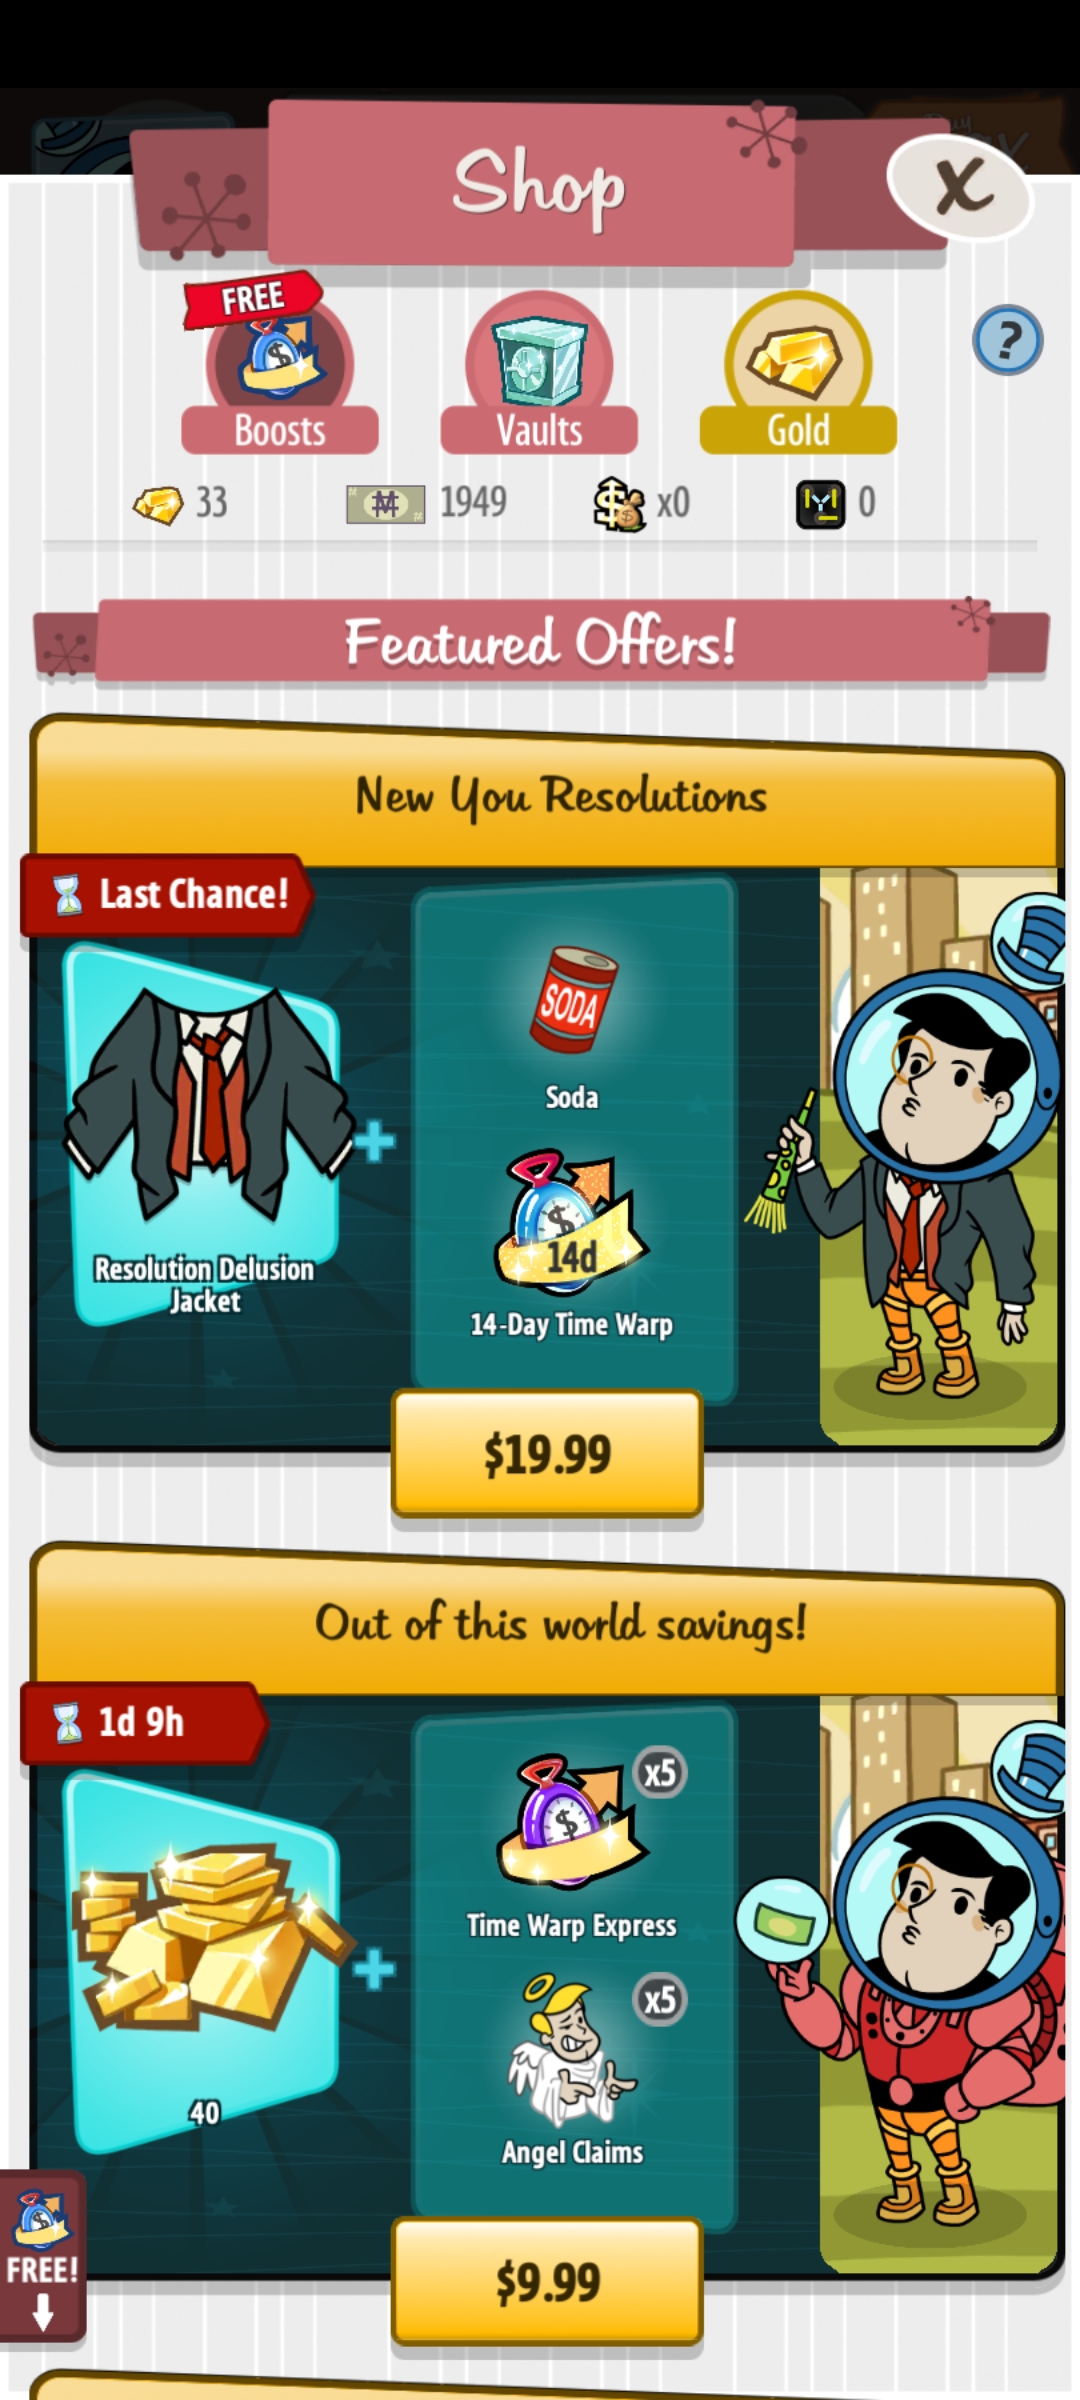 Shop
X
FREE
?
Boosts
Vaults
Gold
33
1949
x0
0
Featured Offers!
New You Resolutions
Last Chance!
SODA
Soda
14d
Resolution Delusion
Jacket
14-Day Time Warp
$19.99
Out of this world savings!
1d 9h
x5
Time Warp Express
x5
40
Angel Claims
FREE!
$9.99